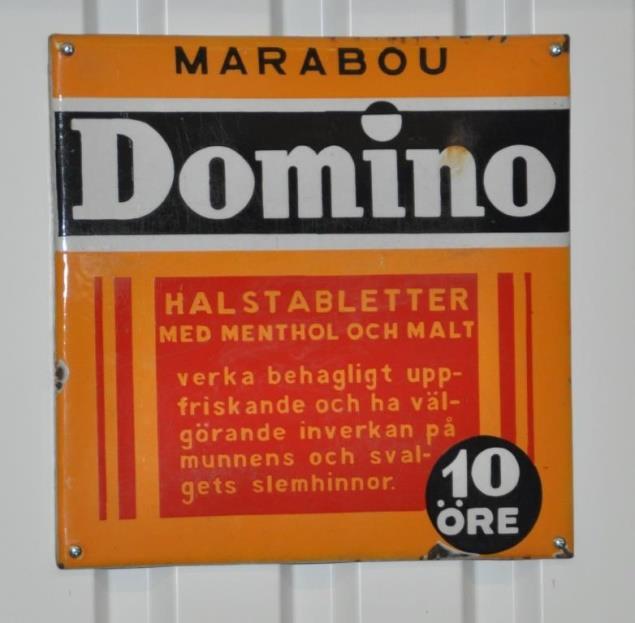 MARABOU
Domino
HALSTABLETTER
MED MENTHOL OCH MALT
verka behagligt upp-
friskande och ha väl-
görande inverkan på
munnens och sval-
gets slemhinnor.
10
ÖRE